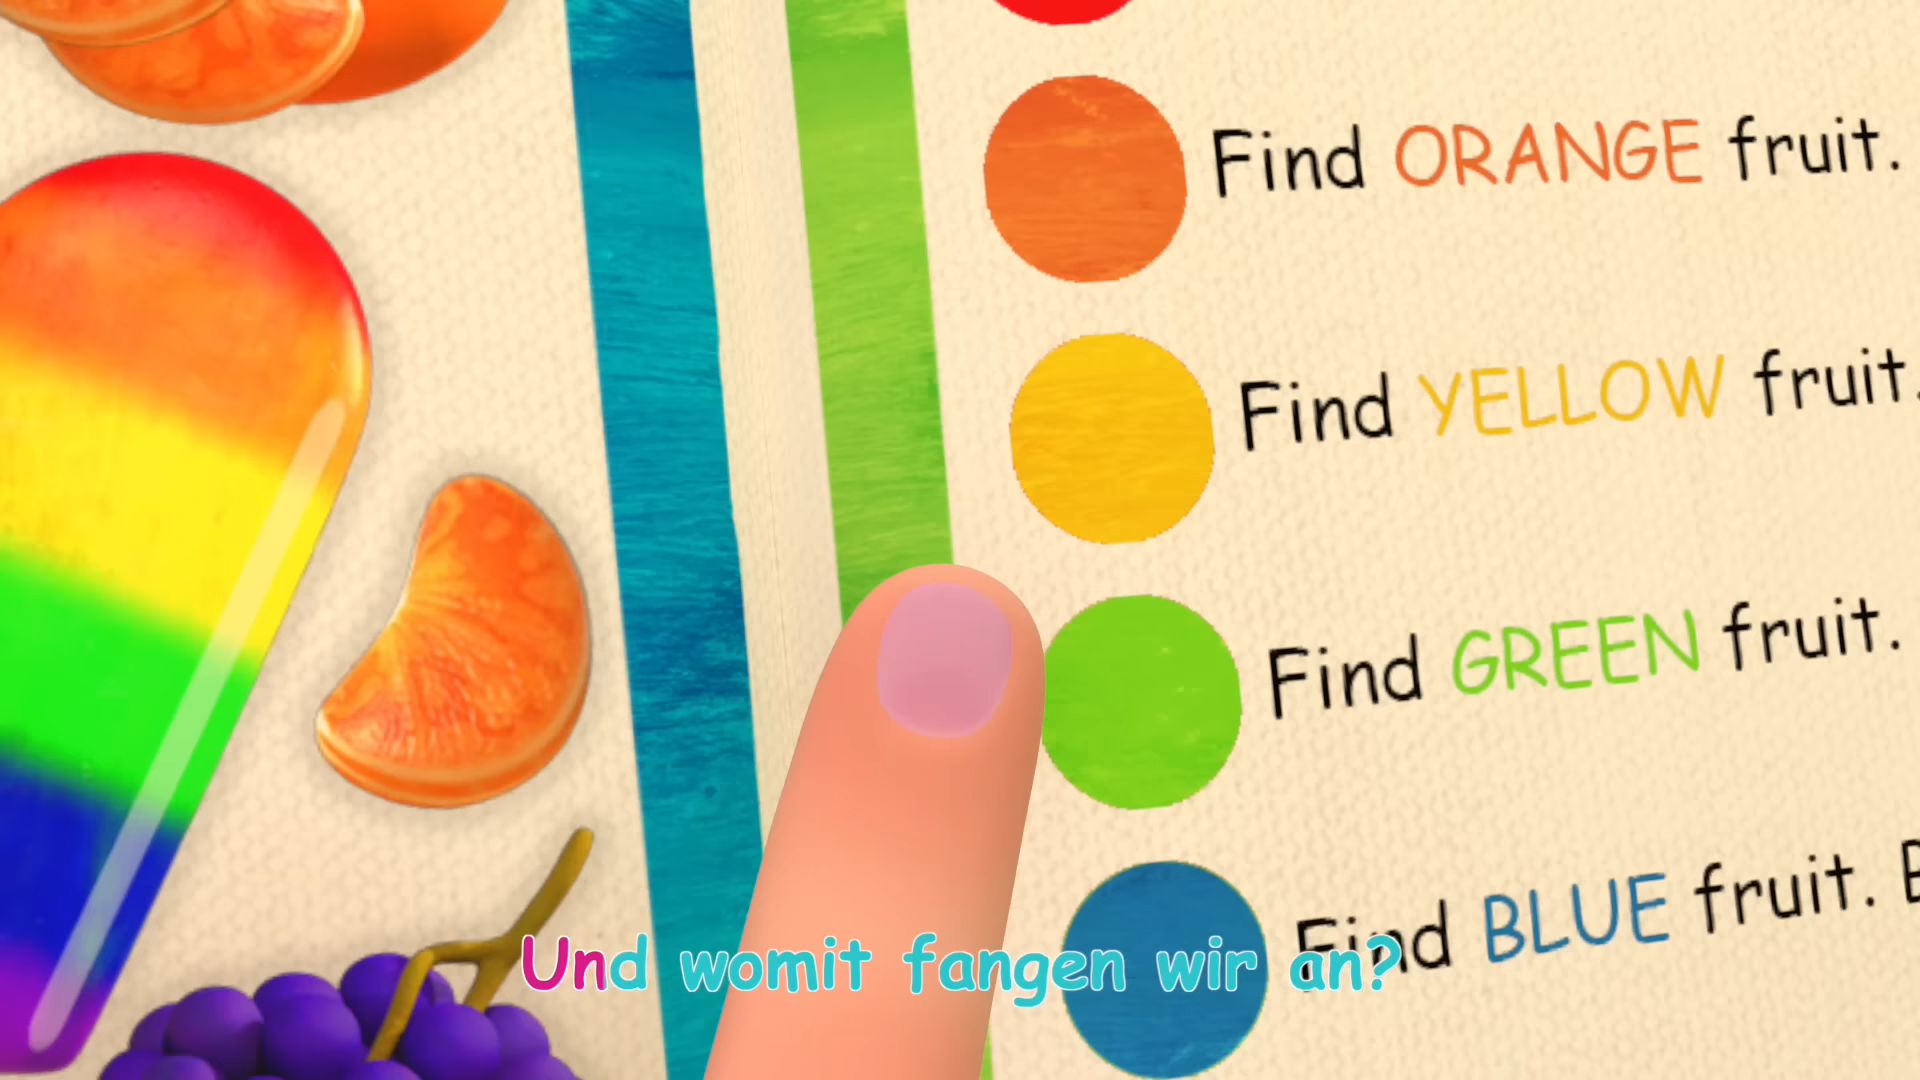 Find ORANGE fruit.
Find YELLOW fruit.
Find GREEN fruit.
Find BLUE fruit.
Und womit fangen wir an?